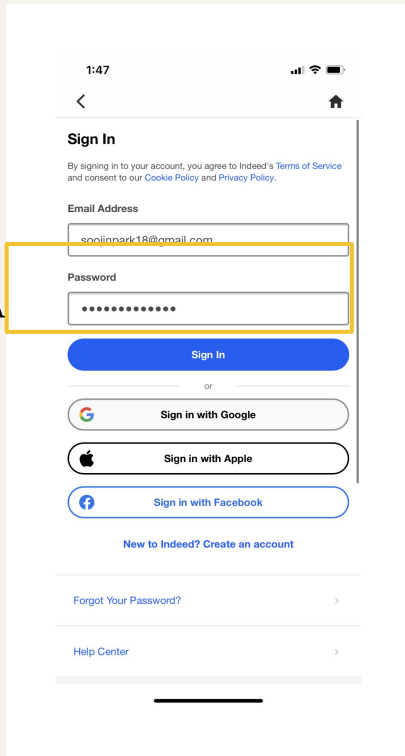 1:47
Sign In
By signing in to your account, you agree to Indeed's Terms of Service
and consent to our Cookie Policy and Privacy Policy.
Email Address
soojinpark18@gmail.com
Password
●●●●●●●●●●●●●
Sign In
or
Sign in with Google
Sign in with Apple
Sign in with Facebook
New to Indeed? Create an account
Forgot Your Password?
Help Center